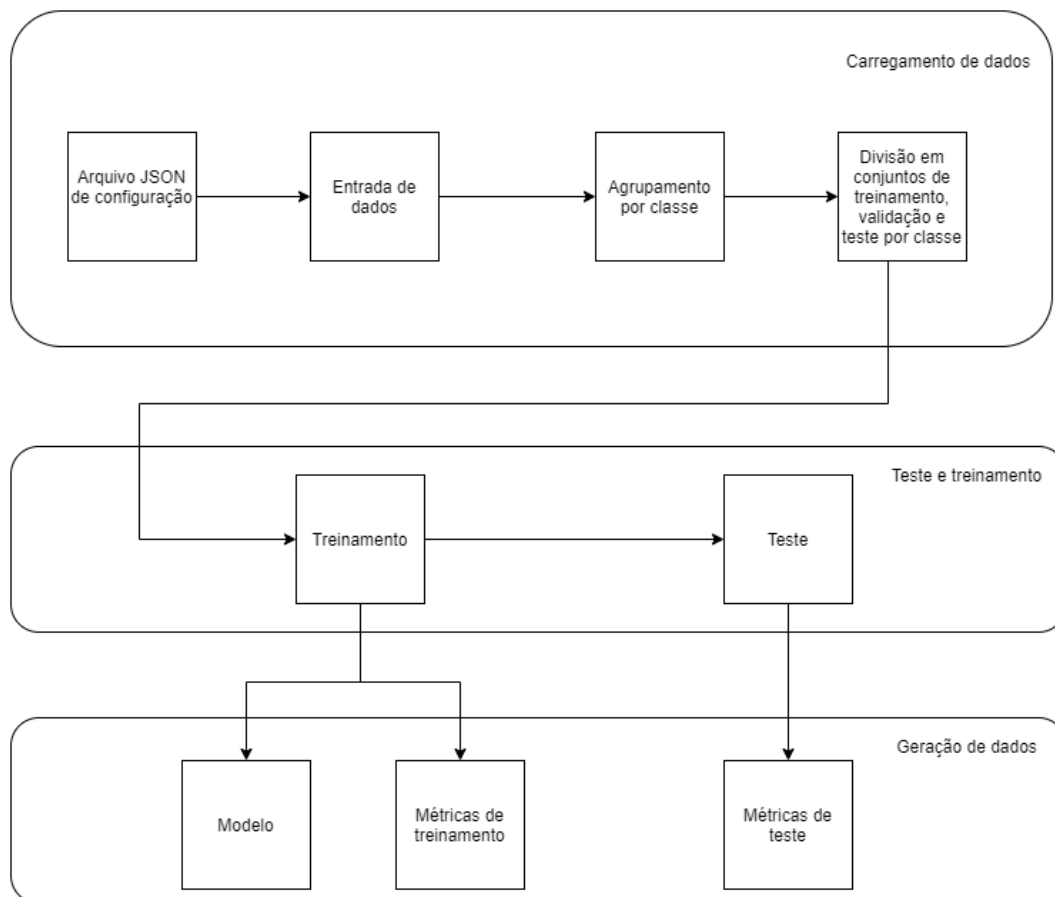 Carregamento de dados
Arquivo JSON
de configuração
Entrada de
dados
Agrupamento
por classe
Divisão em
conjuntos de
treinamento,
validação e
teste por classe
Teste e treinamento
Treinamento
Teste
Geração de dados
Modelo
Métricas de
treinamento
Métricas de
teste